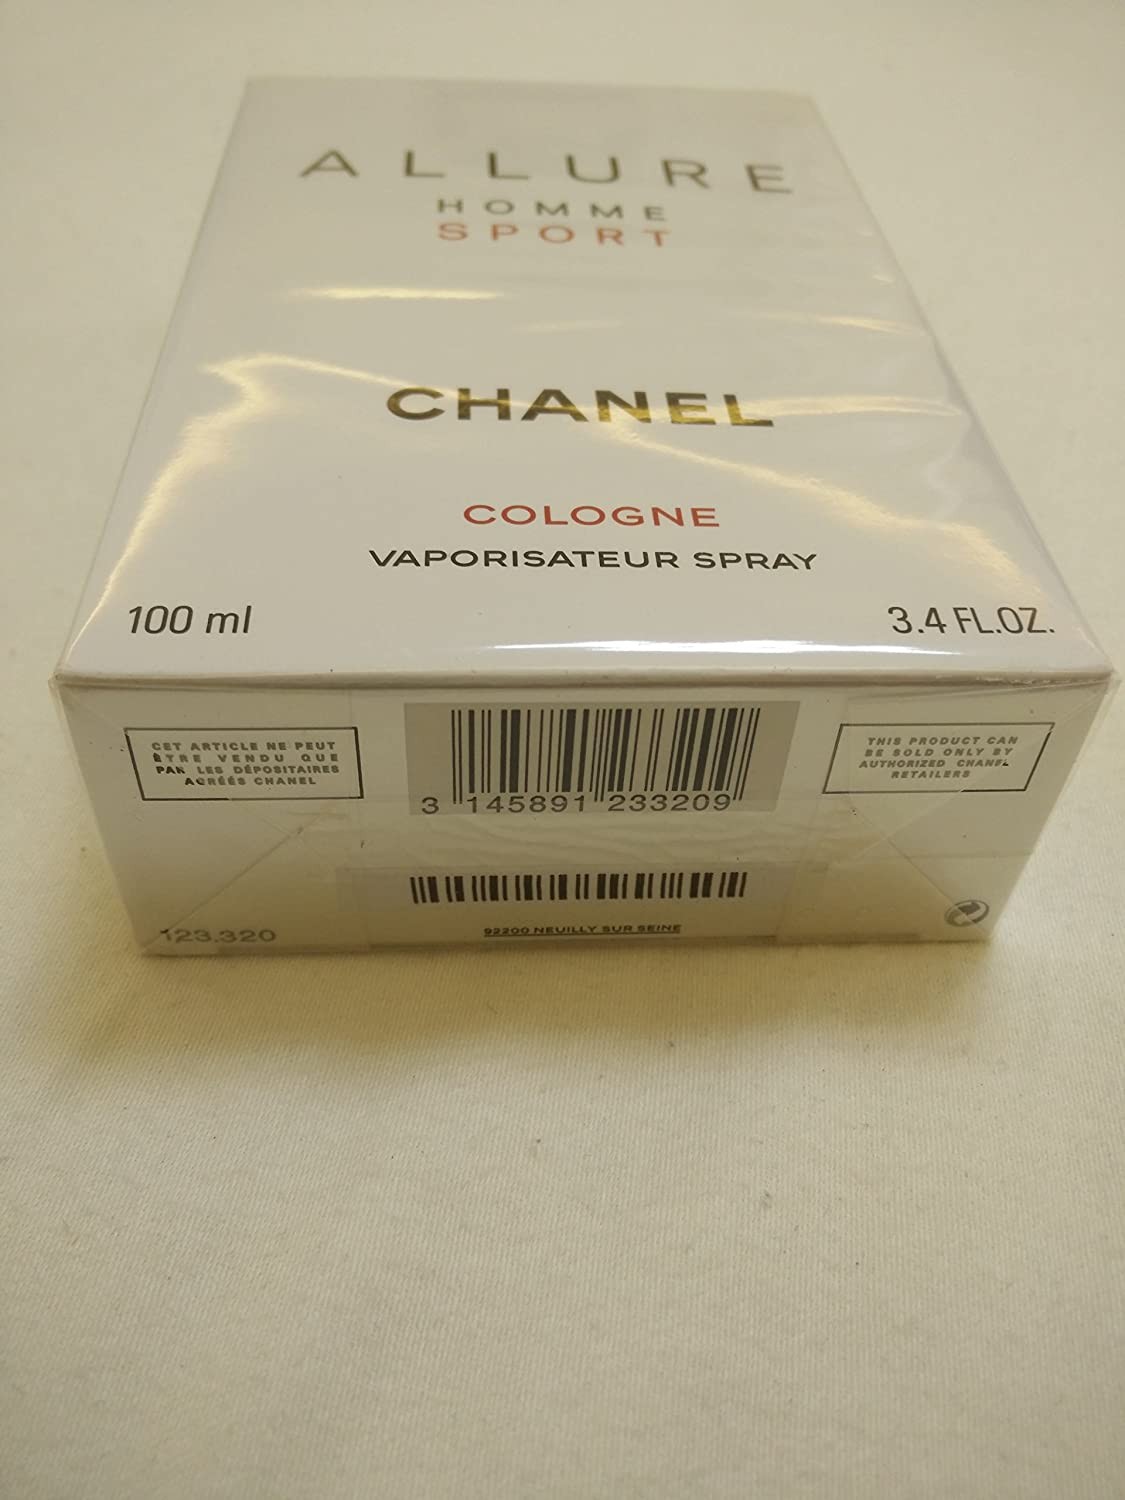 ALLURE
HOMME
SPORT
CHANEL
COLOGNE
VAPORISATEUR SPRAY
100 ml
3.4 FL.OZ.
CET ARTICLE NE PEUT
ÊTRE VENDU QUE
PAR LES DÉPOSITAIRES
AGRÉÉS CHANEL
3 145891 233209
THIS PRODUCT CAN
BE SOLD ONLY BY
AUTHORIZED CHANEL
RETAILERS
123.320
92200 NEUILLY SUR SEINE